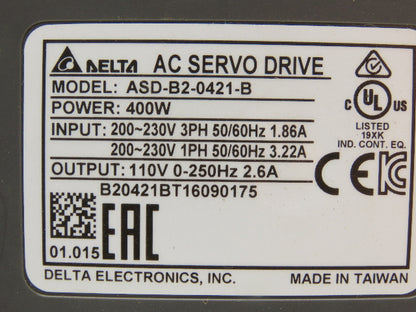 DELTA AC SERVO DRIVE
MODEL: ASD-B2-0421-B
POWER: 400W
INPUT: 200~230V 3PH 50/60Hz 1.86A
200~230V 1PH 50/60Hz 3.22A
OUTPUT: 110V 0-250Hz 2.6A
B20421BT16090175
01.015
EAC
DELTA ELECTRONICS, INC.
MADE IN TAIWAN
C UL US
LISTED
19XK
IND. CONT. EQ.
CE